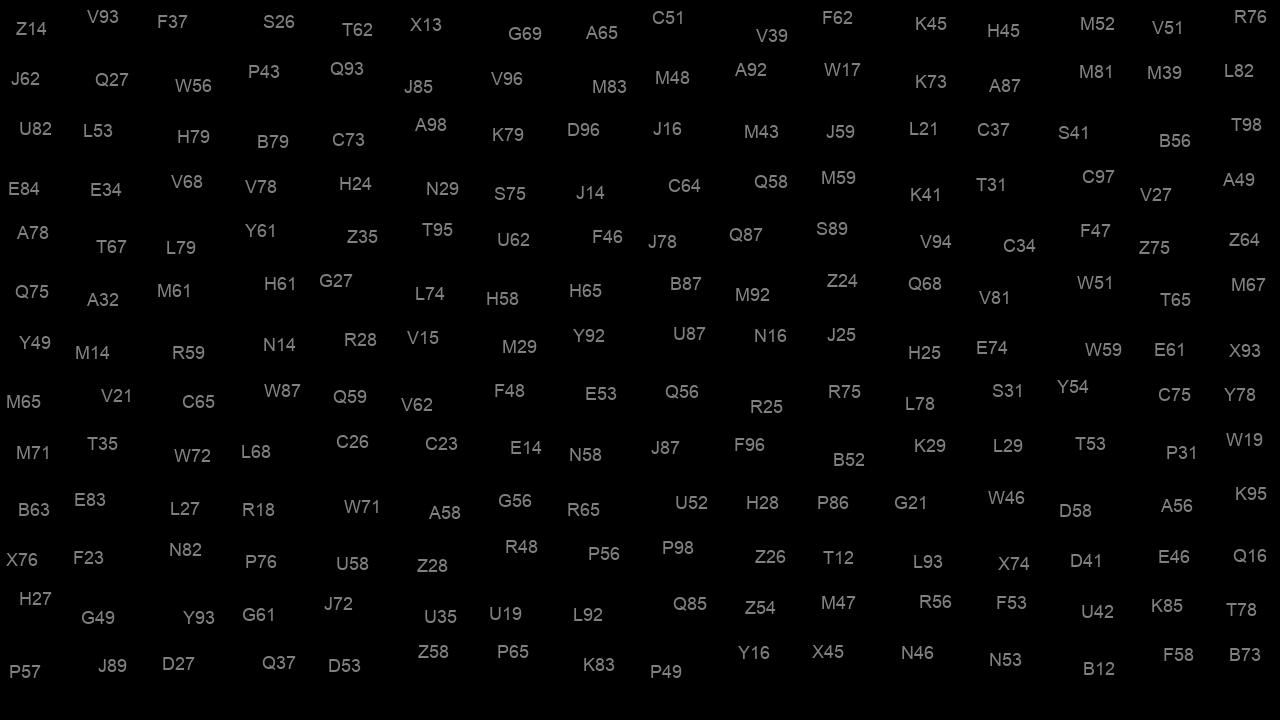 Z14 V93 F37 S26 T62 X13 G69 A65 C51 V39 F62 K45 H45 M52 V51 R76
J62 Q27 W56 P43 Q93 J85 V96 M83 M48 A92 W17 K73 A87 M81 M39 L82
U82 L53 H79 B79 C73 A98 K79 D96 J16 M43 J59 L21 C37 S41 B56 T98
E84 E34 V68 V78 H24 N29 S75 J14 C64 Q58 M59 K41 T31 C97 V27 A49
A78 T67 L79 Y61 Z35 T95 U62 F46 J78 Q87 S89 V94 C34 F47 Z75 Z64
Q75 A32 M61 H61 G27 L74 H58 H65 B87 M92 Z24 Q68 V81 W51 T65 M67
Y49 M14 R59 N14 R28 V15 M29 Y92 U87 N16 J25 H25 E74 W59 E61 X93
M65 V21 C65 W87 Q59 V62 F48 E53 Q56 R25 R75 L78 S31 Y54 C75 Y78
M71 T35 W72 L68 C26 C23 E14 N58 J87 F96 B52 K29 L29 T53 P31 W19
B63 E83 L27 R18 W71 A58 G56 R65 U52 H28 P86 G21 W46 D58 A56 K95
X76 F23 N82 P76 U58 Z28 R48 P56 P98 Z26 T12 L93 X74 D41 E46 Q16
H27 G49 Y93 G61 J72 U35 U19 L92 Q85 Z54 M47 R56 F53 U42 K85 T78
P57 J89 D27 Q37 D53 Z58 P65 K83 P49 Y16 X45 N46 N53 B12 F58 B73